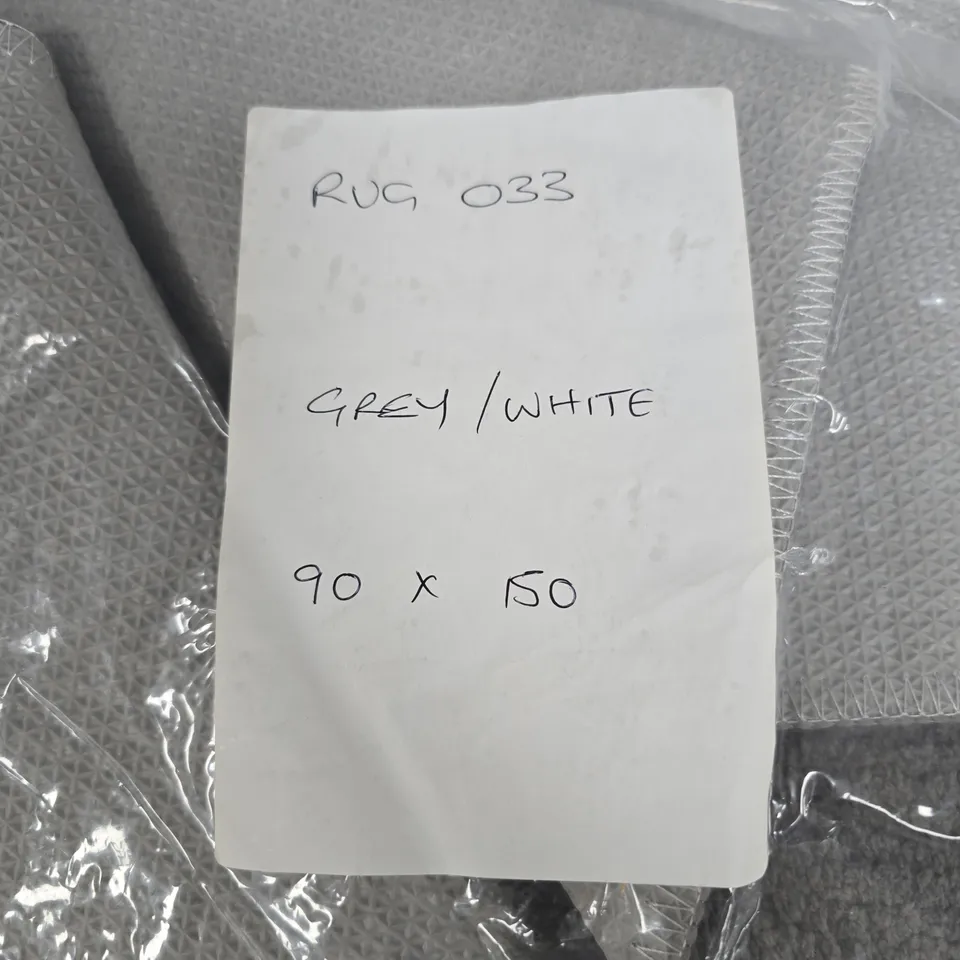 RUG 033
GREY / WHITE
90 x 150